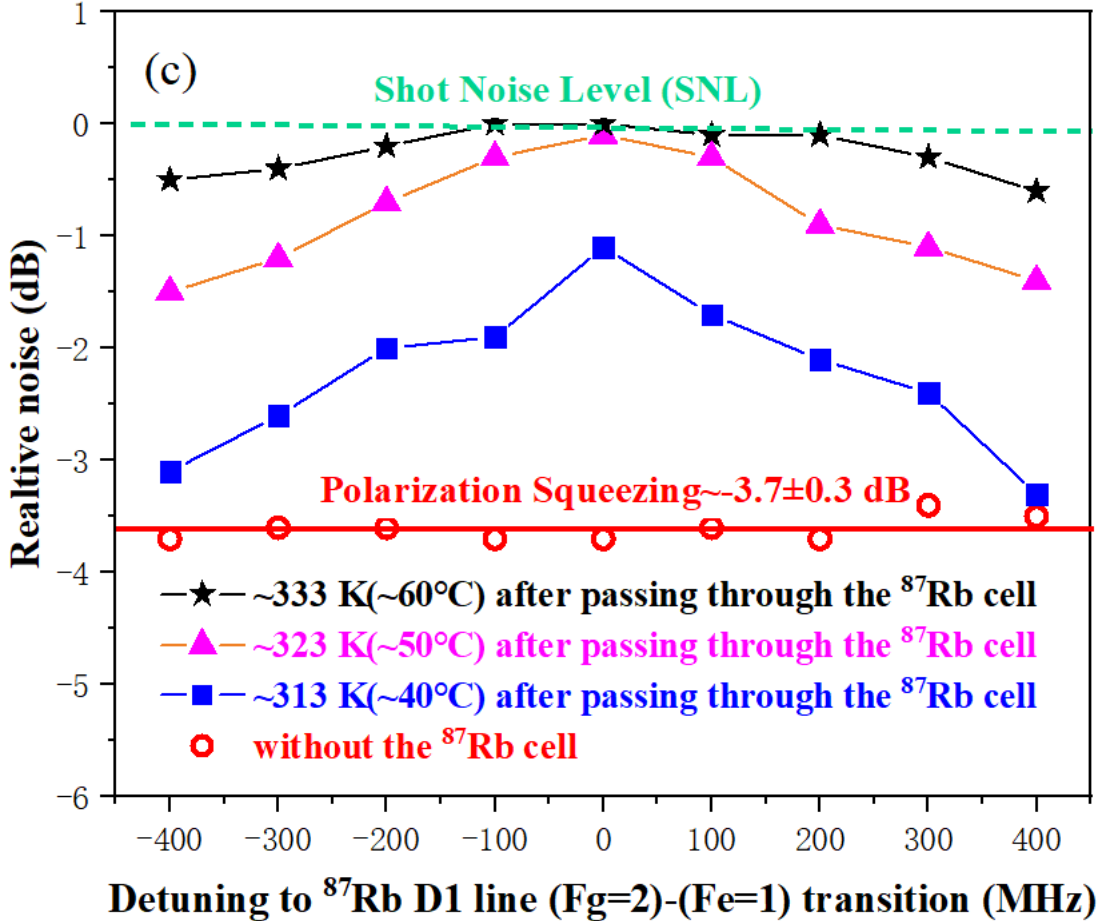 (c)
Shot Noise Level (SNL)
Polarization Squeezing~-3.7±0.3 dB
~333 K(~60°C) after passing through the ⁸⁷Rb cell
~323 K(~50°C) after passing through the ⁸⁷Rb cell
~313 K(~40°C) after passing through the ⁸⁷Rb cell
without the ⁸⁷Rb cell
Realtive noise (dB)
1
0
−1
−2
−3
−4
−5
−6
−400 −300 −200 −100 0 100 200 300 400
Detuning to ⁸⁷Rb D1 line (Fg=2)-(Fe=1) transition (MHz)